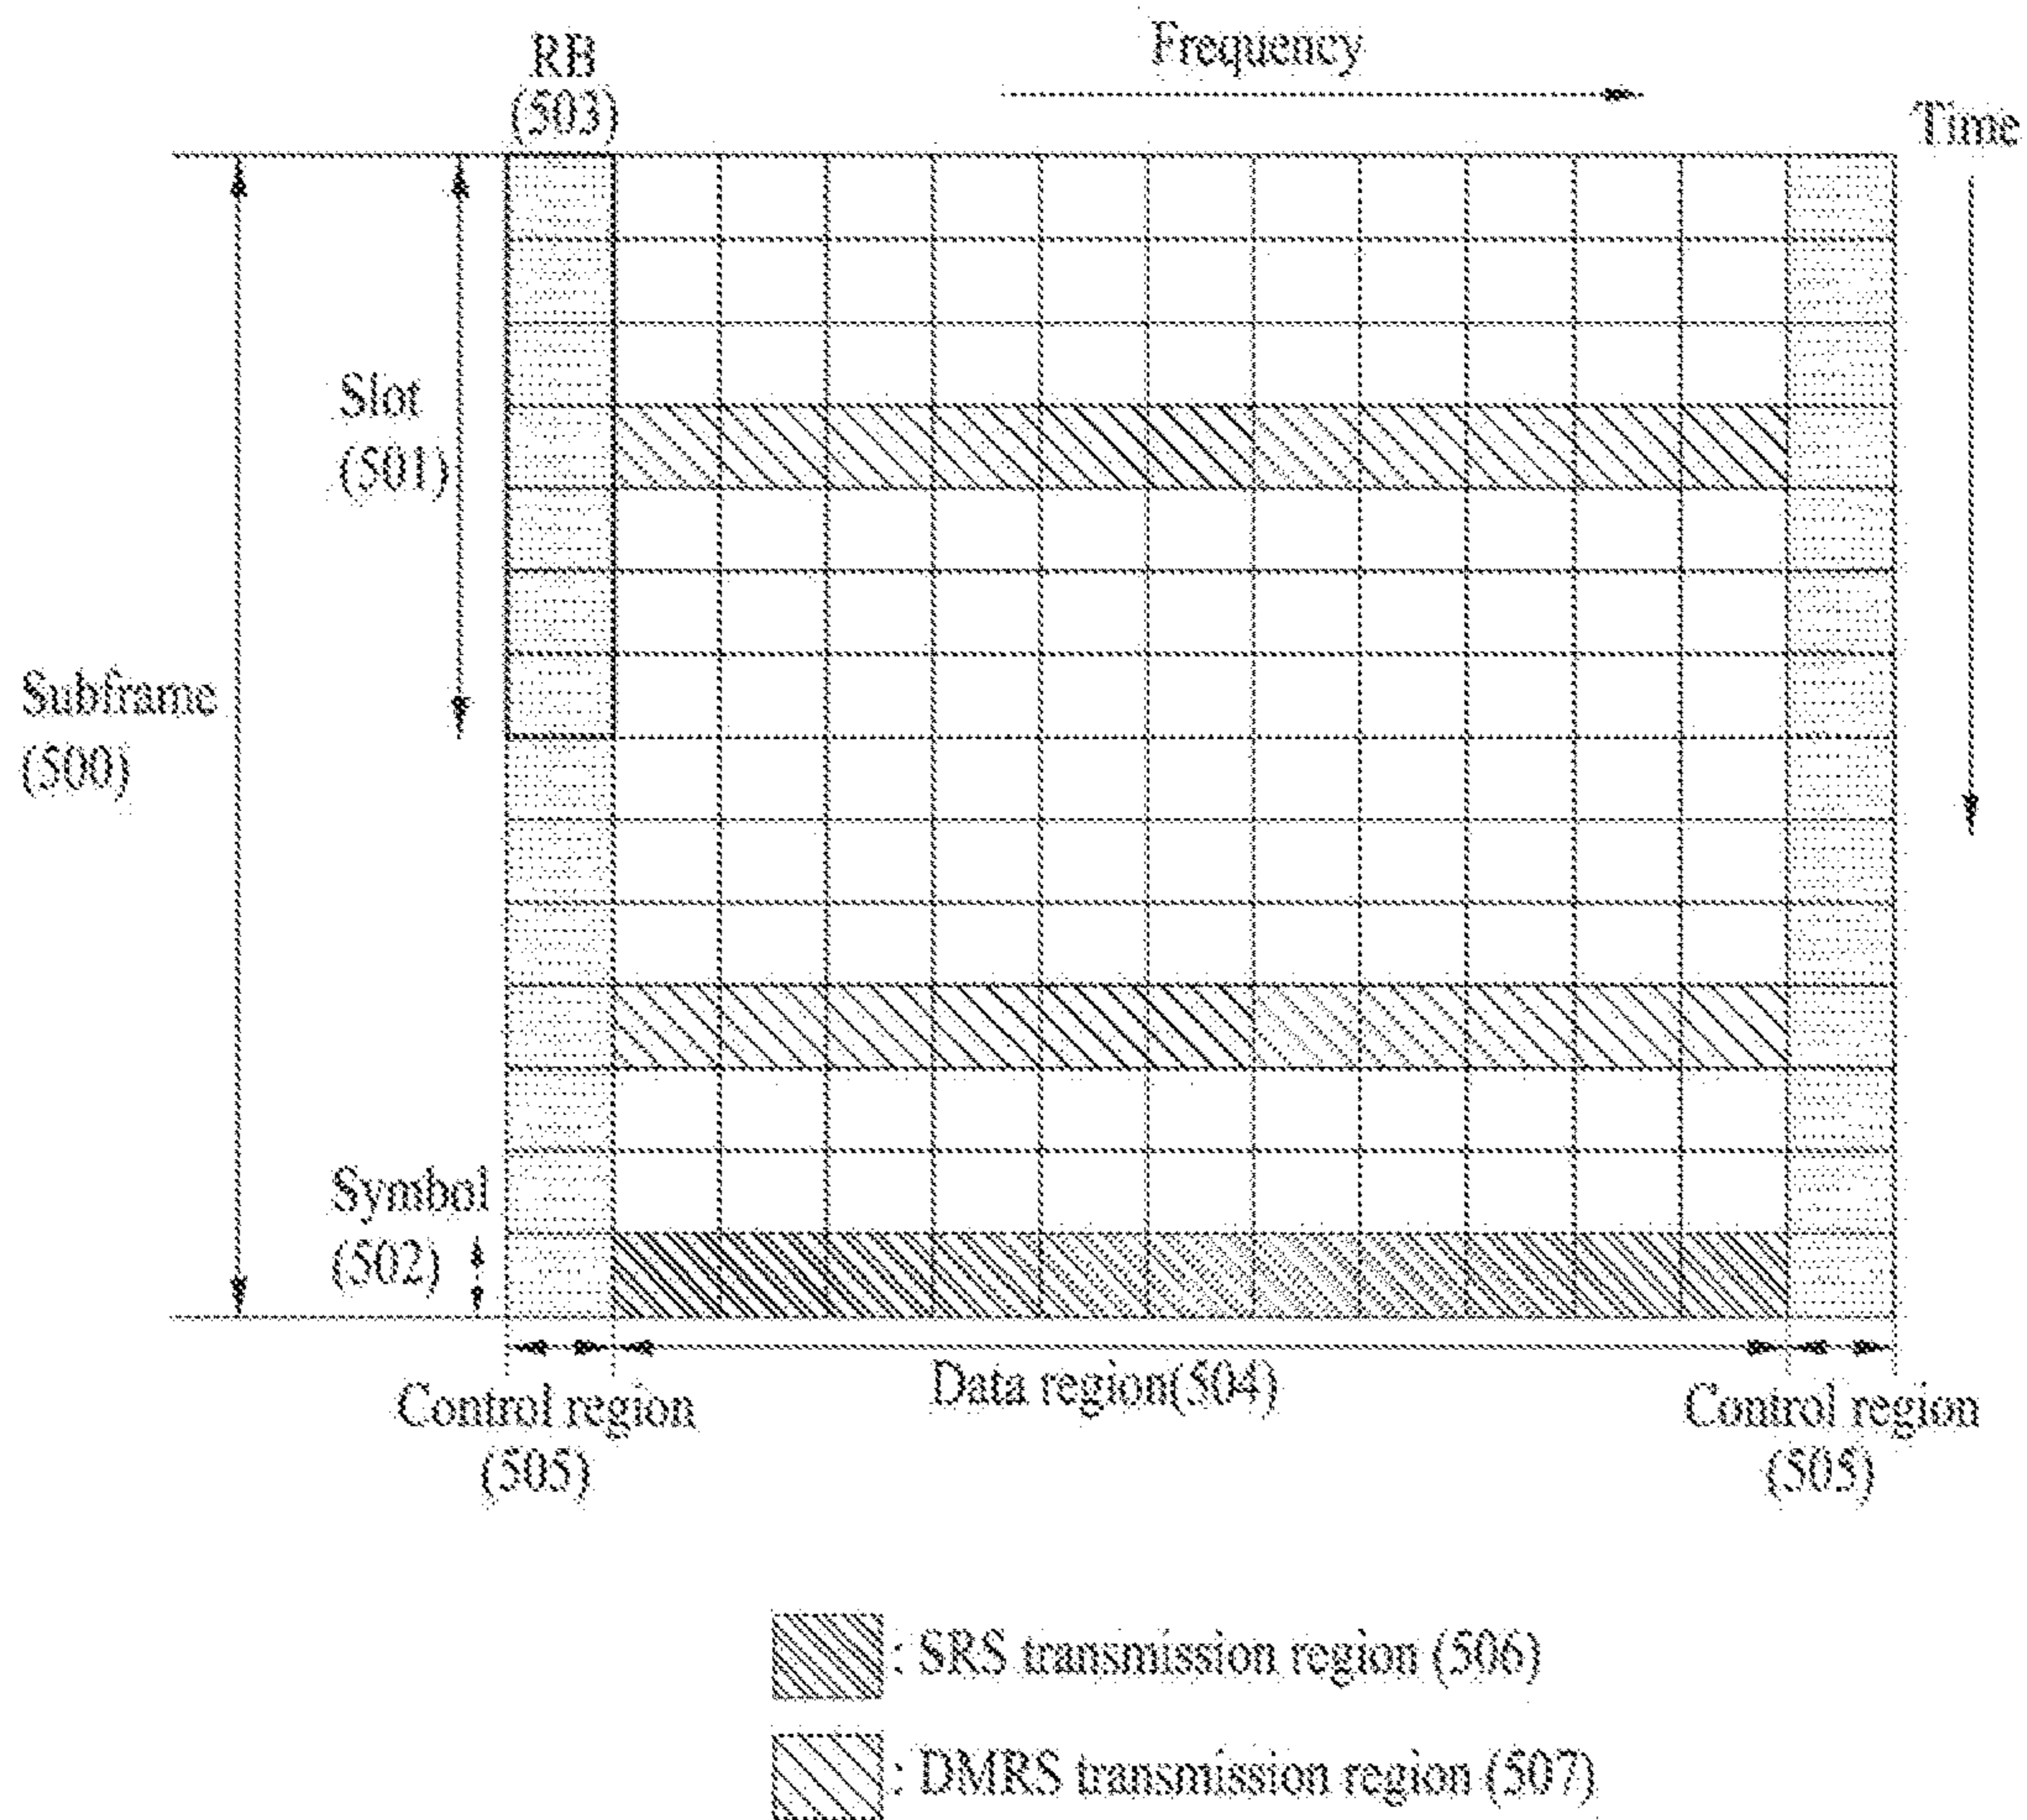 RB
(503)
Frequency
Time
Slot
(501)
Subframe
(500)
Symbol
(502)
Control region
(505)
Data region(504)
Control region
(505)
: SRS transmission region (506)
: DMRS transmission region (507)